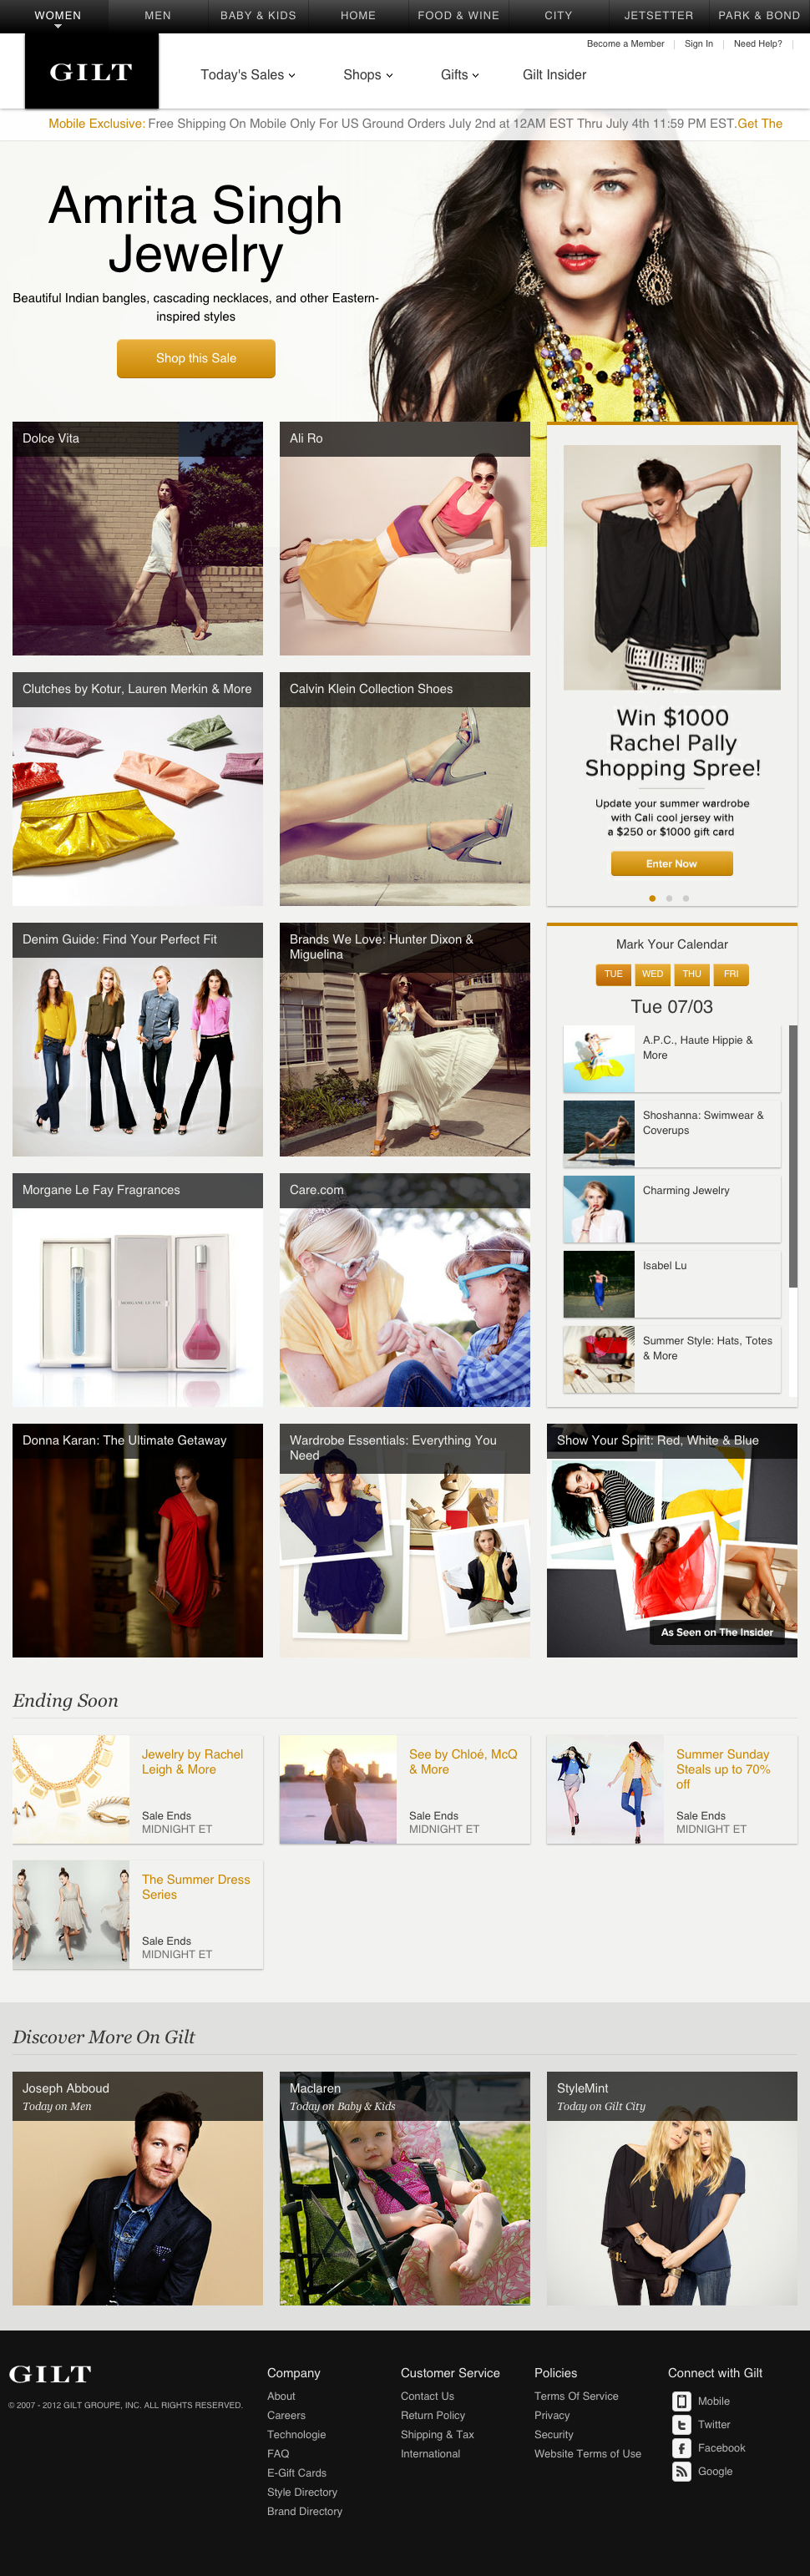 WOMEN
MEN
BABY & KIDS
HOME
FOOD & WINE
CITY
JETSETTER
PARK & BOND
Become a Member
Sign In
Need Help?
GILT
Today's Sales
Shops
Gifts
Gilt Insider
Mobile Exclusive: Free Shipping On Mobile Only For US Ground Orders July 2nd at 12AM EST Thru July 4th 11:59 PM EST.Get The
Amrita Singh
Jewelry
Beautiful Indian bangles, cascading necklaces, and other Eastern-
inspired styles
Shop this Sale
Dolce Vita
Ali Ro
Win $1000
Rachel Pally
Shopping Spree!
Update your summer wardrobe
with Cali cool jersey with
a $250 or $1000 gift card
Enter Now
Clutches by Kotur, Lauren Merkin & More
Calvin Klein Collection Shoes
Denim Guide: Find Your Perfect Fit
Brands We Love: Hunter Dixon &
Miguelina
Mark Your Calendar
TUE
WED
THU
FRI
Tue 07/03
A.P.C., Haute Hippie &
More
Shoshanna: Swimwear &
Coverups
Charming Jewelry
Isabel Lu
Summer Style: Hats, Totes
& More
Morgane Le Fay Fragrances
MORGANE LE FAY
Care.com
Donna Karan: The Ultimate Getaway
Wardrobe Essentials: Everything You
Need
Show Your Spirit: Red, White & Blue
As Seen on The Insider
Ending Soon
Jewelry by Rachel
Leigh & More
Sale Ends
MIDNIGHT ET
See by Chloé, McQ
& More
Sale Ends
MIDNIGHT ET
Summer Sunday
Steals up to 70%
off
Sale Ends
MIDNIGHT ET
The Summer Dress
Series
Sale Ends
MIDNIGHT ET
Discover More On Gilt
Joseph Abboud
Today on Men
Maclaren
Today on Baby & Kids
StyleMint
Today on Gilt City
GILT
© 2007 - 2012 GILT GROUPE, INC. ALL RIGHTS RESERVED.
Company
About
Careers
Technologie
FAQ
E-Gift Cards
Style Directory
Brand Directory
Customer Service
Contact Us
Return Policy
Shipping & Tax
International
Policies
Terms Of Service
Privacy
Security
Website Terms of Use
Connect with Gilt
Mobile
Twitter
Facebook
Google